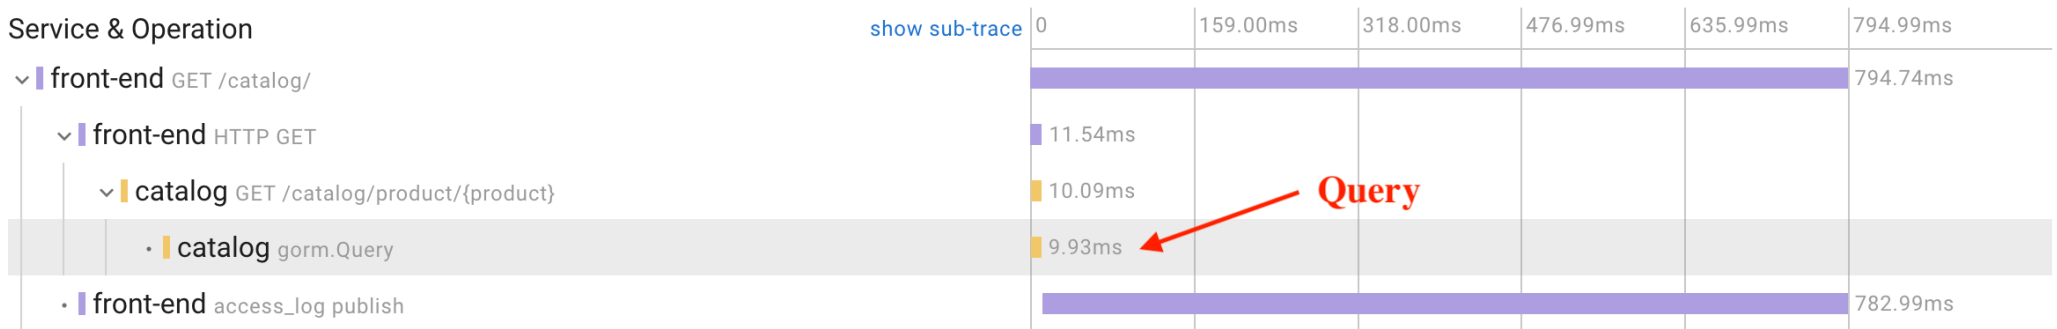 Service & Operation show sub-trace 0 159.00ms 318.00ms 476.99ms 635.99ms 794.99ms
front-end GET /catalog/ 794.74ms
front-end HTTP GET 11.54ms
catalog GET /catalog/product/{product} 10.09ms Query
catalog gorm.Query 9.93ms
front-end access_log publish 782.99ms